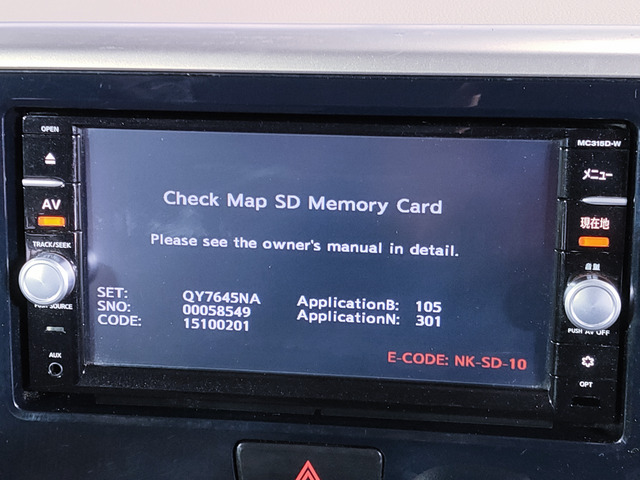 OPEN
MC315D-W
メニュー
AV
現在地
TRACK/SEEK
音量
PUSH SOURCE
PUSH AV OFF
AUX
OPT
Check Map SD Memory Card
Please see the owner's manual in detail.
SET: QY7645NA ApplicationB: 105
SNO: 00058549 ApplicationN: 301
CODE: 15100201
E-CODE: NK-SD-10